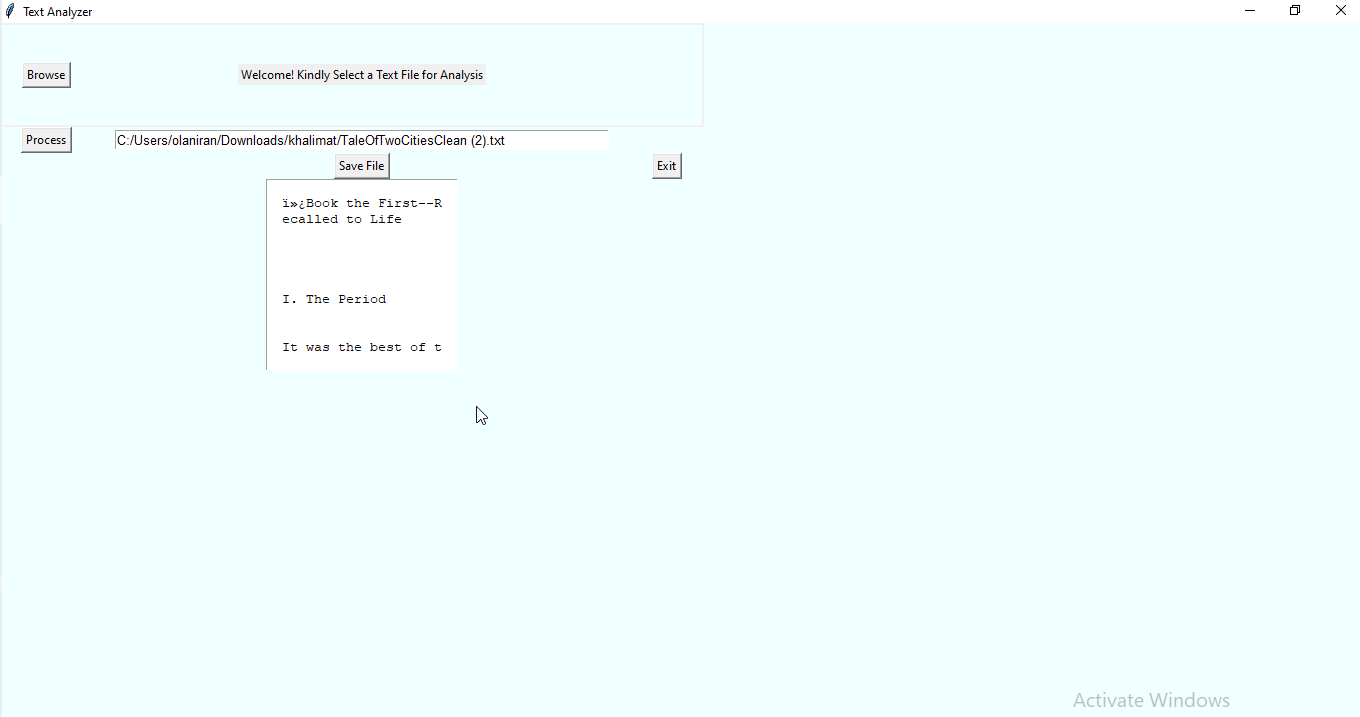 Text Analyzer
Browse
Welcome! Kindly Select a Text File for Analysis
Process
C:/Users/olaniran/Downloads/khalimat/TaleOfTwoCitiesClean (2).txt
Save File
Exit
ï»¿Book the First--R
ecalled to Life
I. The Period
It was the best of t
Activate Windows